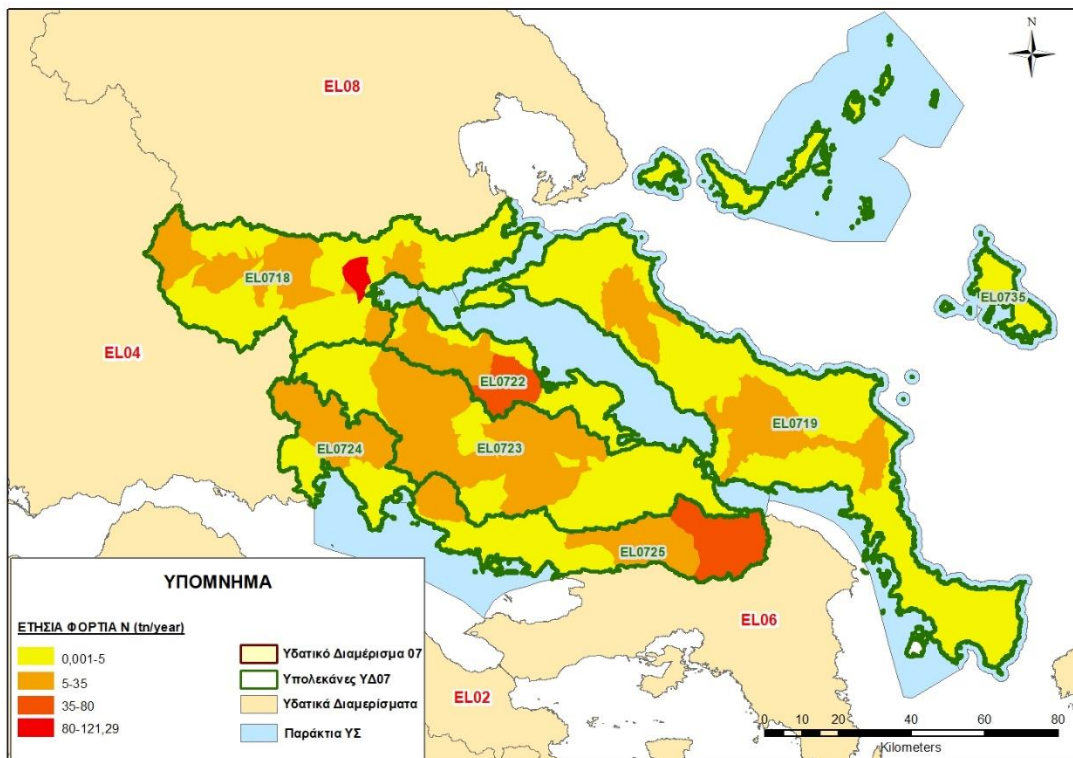 N
EL08
EL0718
EL0735
EL04
EL0722
EL0719
EL0723
EL0724
EL0725
EL06
EL02
ΥΠΟΜΝΗΜΑ
ΕΤΗΣΙΑ ΦΟΡΤΙΑ N (tn/year)
0,001-5
5-35
35-80
80-121,29
Υδατικό Διαμέρισμα 07
Υπολεκάνες ΥΔ07
Υδατικά Διαμερίσματα
Παράκτια ΥΣ
0 10 20 40 60 80
Kilometers